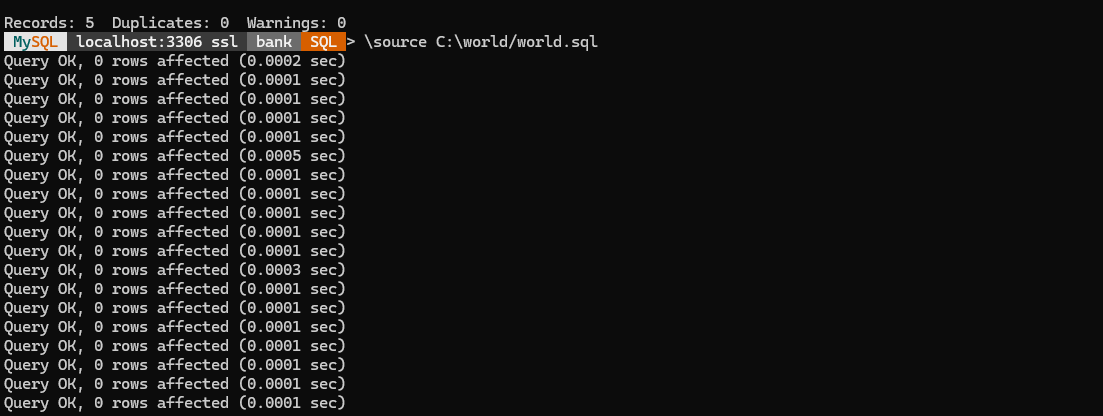 Records: 5  Duplicates: 0  Warnings: 0
MySQL localhost:3306 ssl bank SQL > \source C:\world/world.sql
Query OK, 0 rows affected (0.0002 sec)
Query OK, 0 rows affected (0.0001 sec)
Query OK, 0 rows affected (0.0001 sec)
Query OK, 0 rows affected (0.0001 sec)
Query OK, 0 rows affected (0.0001 sec)
Query OK, 0 rows affected (0.0005 sec)
Query OK, 0 rows affected (0.0001 sec)
Query OK, 0 rows affected (0.0001 sec)
Query OK, 0 rows affected (0.0001 sec)
Query OK, 0 rows affected (0.0001 sec)
Query OK, 0 rows affected (0.0001 sec)
Query OK, 0 rows affected (0.0003 sec)
Query OK, 0 rows affected (0.0001 sec)
Query OK, 0 rows affected (0.0001 sec)
Query OK, 0 rows affected (0.0001 sec)
Query OK, 0 rows affected (0.0001 sec)
Query OK, 0 rows affected (0.0001 sec)
Query OK, 0 rows affected (0.0001 sec)
Query OK, 0 rows affected (0.0001 sec)